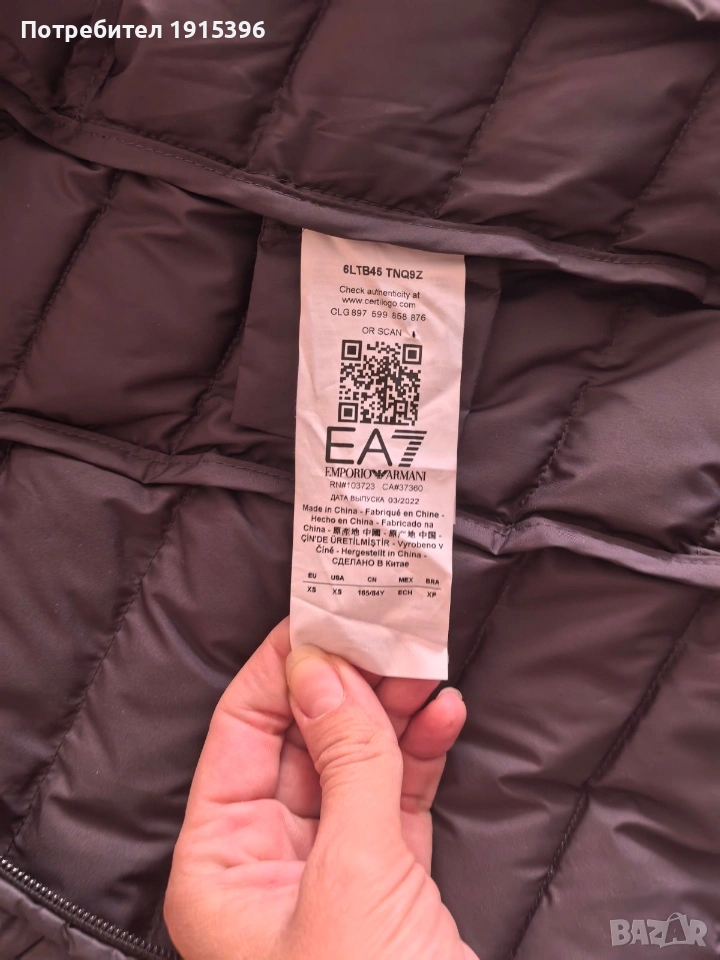 Потребител 1915396
6LTB45 TNQ9Z
Check authenticity at
www.certilogo.com
CLG 897 599 858 876
OR SCAN
EA7
EMPORIO ARMANI
RN#103723 CA#37360
ДАТА ВЫПУСКА 03/2022
Made in China - Fabriqué en Chine -
Hecho en China - Fabricado na
China - 原產地 中國 - 原产地 中国 -
ÇİN'DE ÜRETİLMİŞTİR - Vyrobeno v
Číně - Hergestellt in China -
СДЕЛАНО В Китае
EU USA CN MEX BRA
XS XS 165/84Y ECH XP
BAZAR